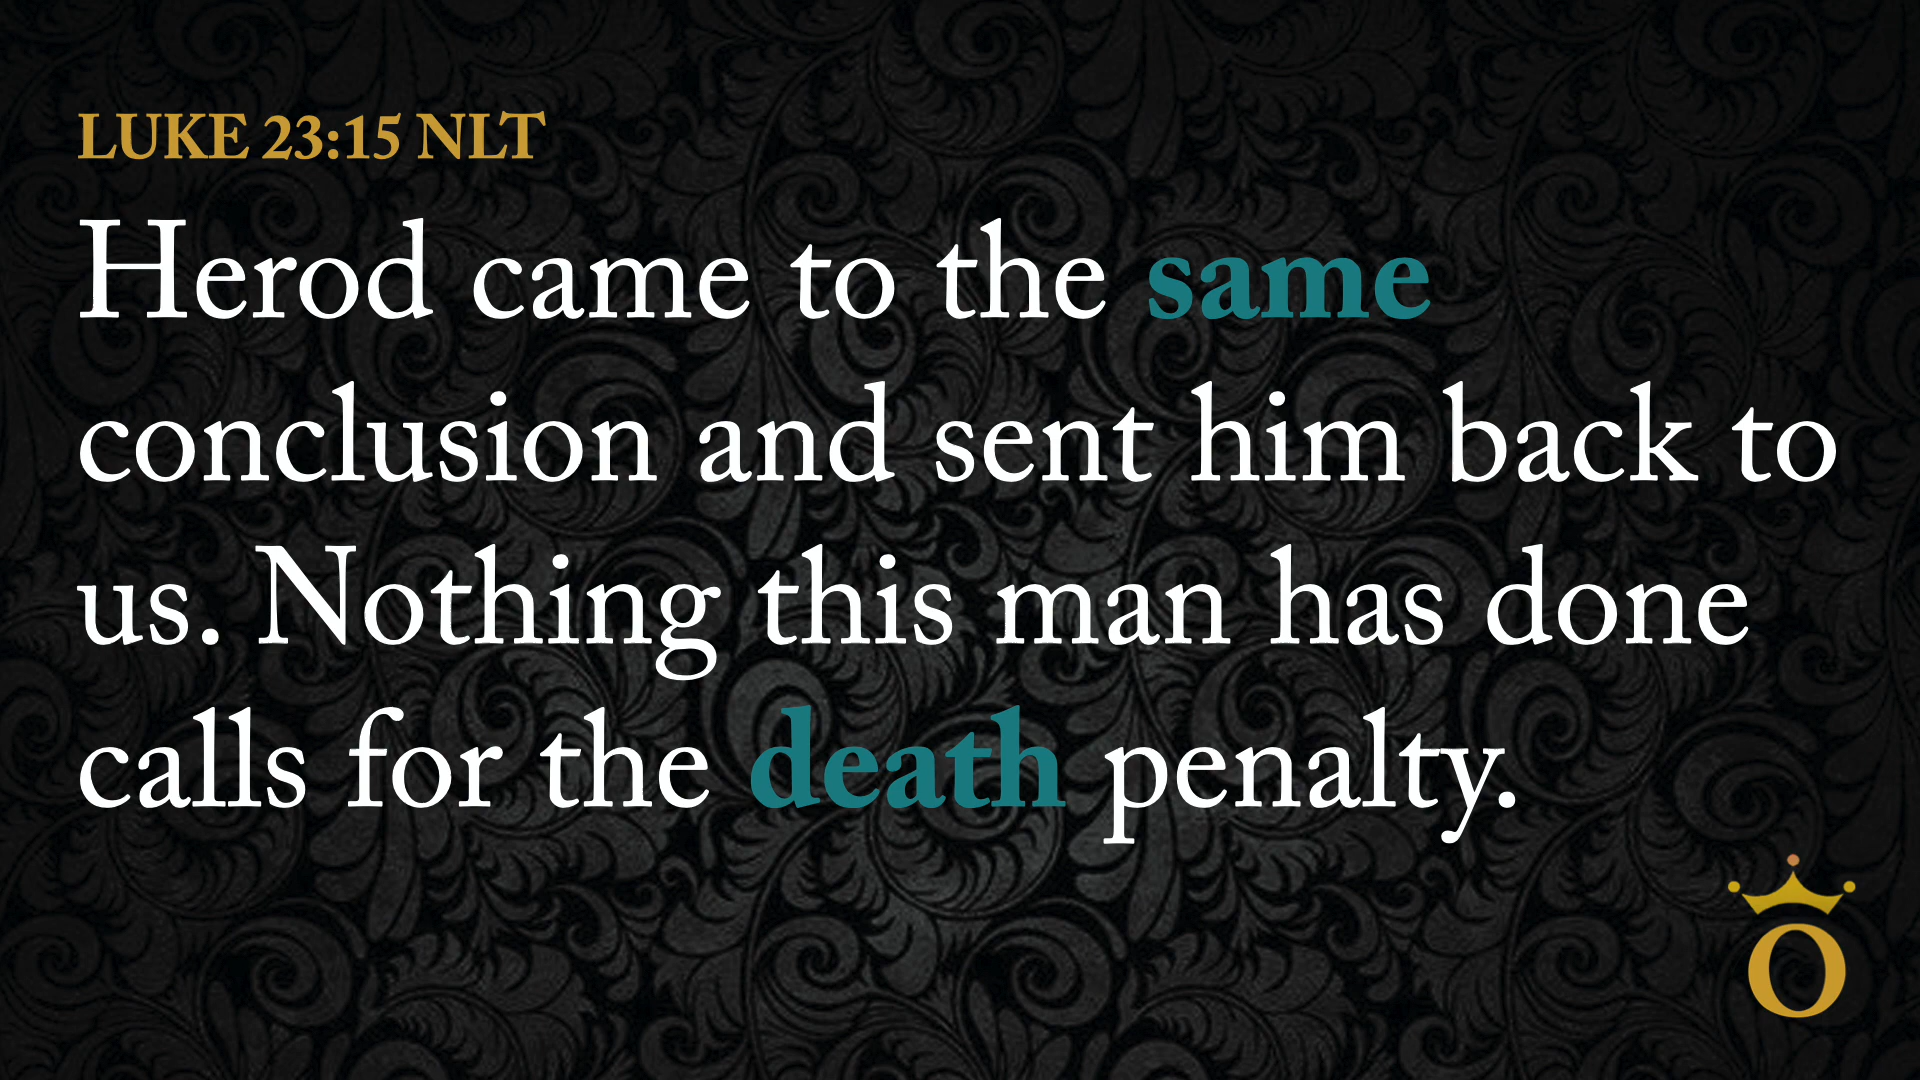 LUKE 23:15 NLT
Herod came to the same
conclusion and sent him back to
us. Nothing this man has done
calls for the death penalty.
O